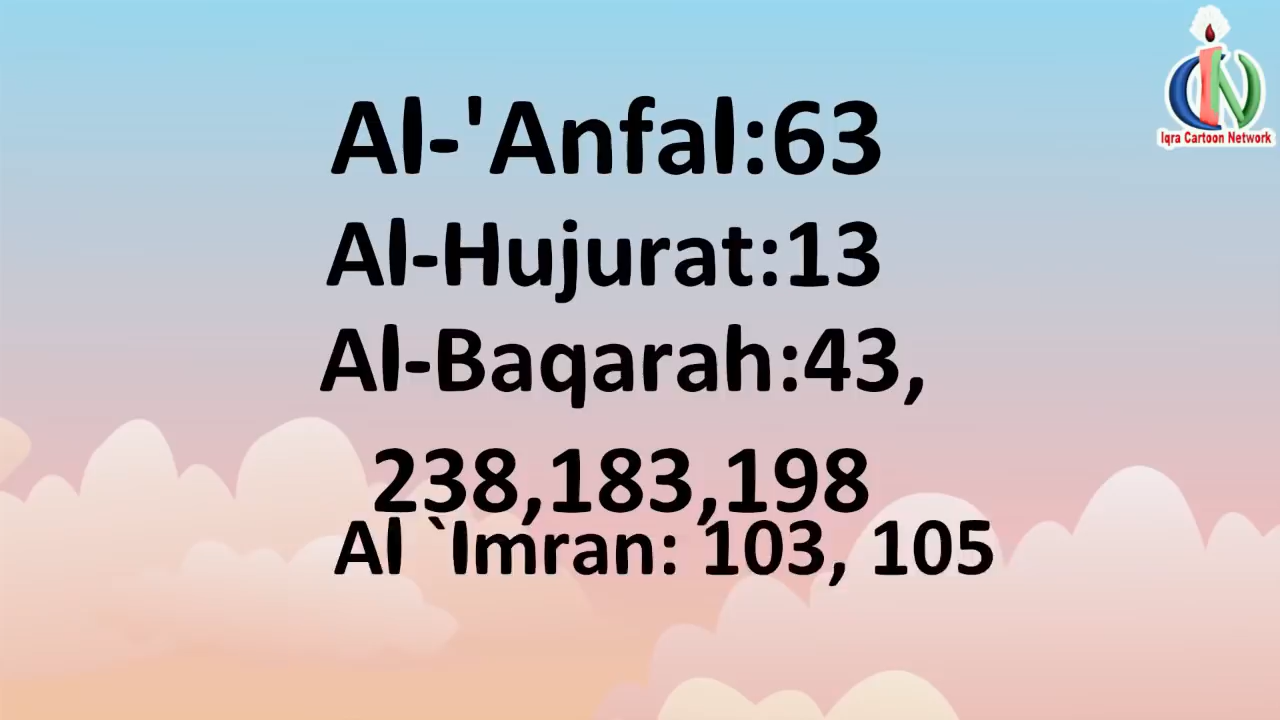 Al-'Anfal:63
Al-Hujurat:13
Al-Baqarah:43,
238,183,198
Al `Imran: 103, 105
Iqra Cartoon Network